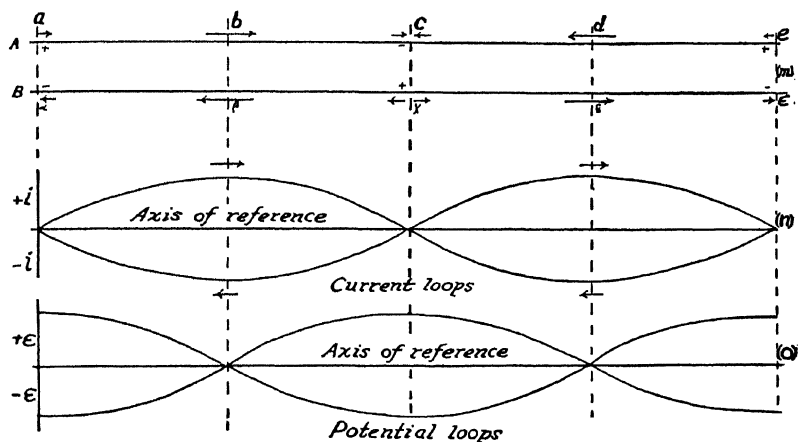 a b c d e
A
+ - +
(m)
B
- + -
α β γ δ ε
+i
Axis of reference
(n)
-i
Current loops
+ε
Axis of reference
(o)
-ε
Potential loops